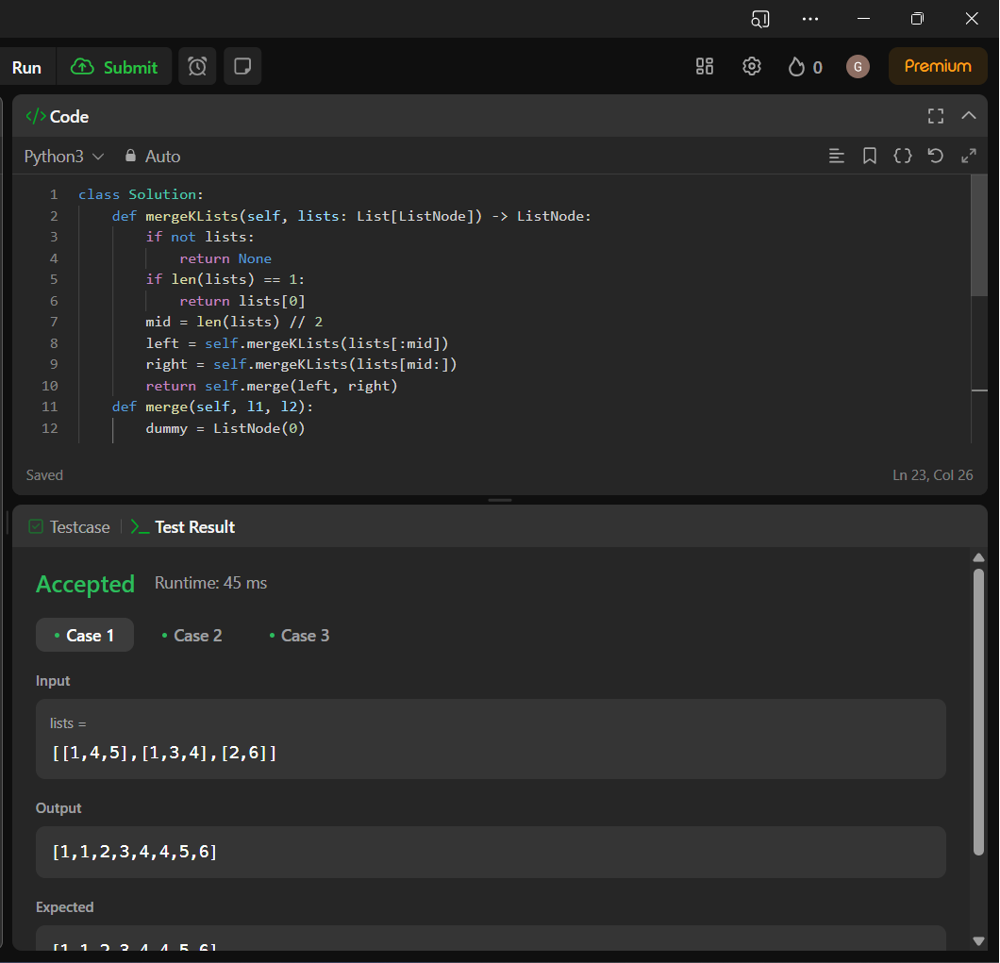 Run Submit 0 G Premium
</> Code
Python3 Auto
1 class Solution:
2 def mergeKLists(self, lists: List[ListNode]) -> ListNode:
3 if not lists:
4 return None
5 if len(lists) == 1:
6 return lists[0]
7 mid = len(lists) // 2
8 left = self.mergeKLists(lists[:mid])
9 right = self.mergeKLists(lists[mid:])
10 return self.merge(left, right)
11 def merge(self, l1, l2):
12 dummy = ListNode(0)
Saved Ln 23, Col 26
Testcase | >_ Test Result
Accepted Runtime: 45 ms
• Case 1 • Case 2 • Case 3
Input
lists =
[[1,4,5],[1,3,4],[2,6]]
Output
[1,1,2,3,4,4,5,6]
Expected
[1,1,2,3,4,4,5,6]